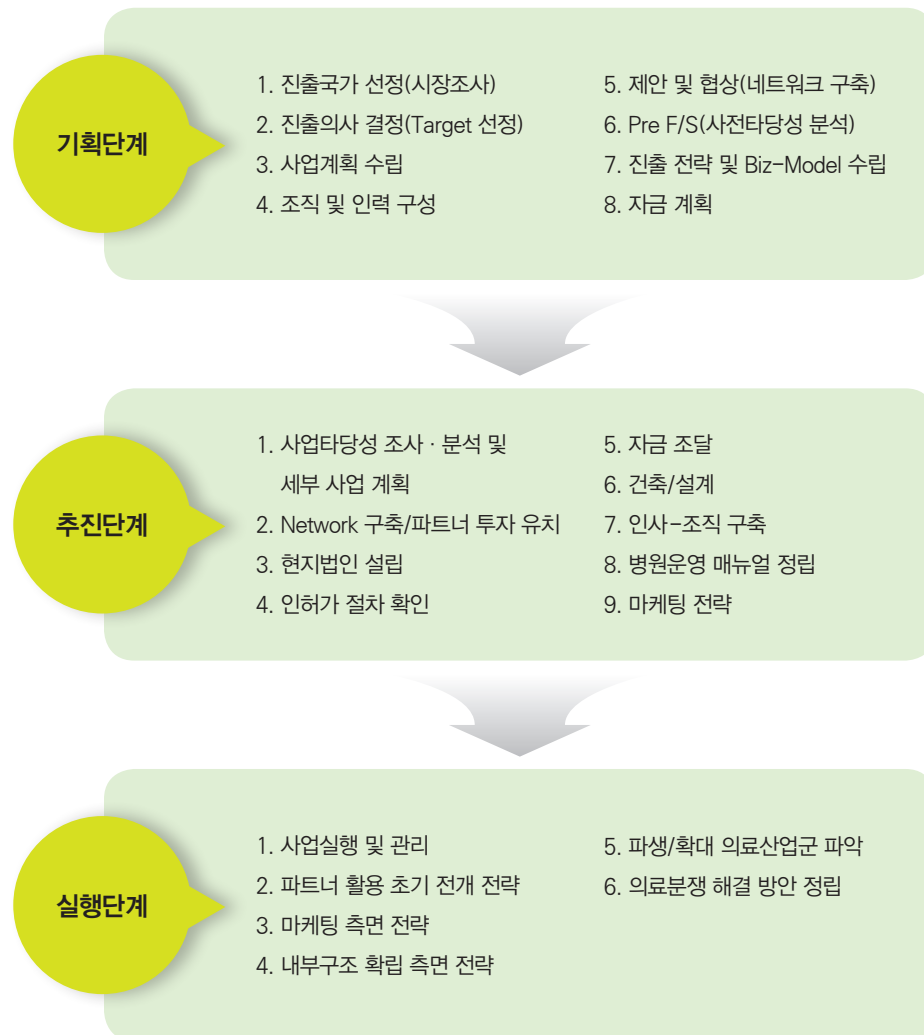 기획단계
1. 진출국가 선정(시장조사)
2. 진출의사 결정(Target 선정)
3. 사업계획 수립
4. 조직 및 인력 구성
5. 제안 및 협상(네트워크 구축)
6. Pre F/S(사전타당성 분석)
7. 진출 전략 및 Biz-Model 수립
8. 자금 계획
추진단계
1. 사업타당성 조사 · 분석 및
세부 사업 계획
2. Network 구축/파트너 투자 유치
3. 현지법인 설립
4. 인허가 절차 확인
5. 자금 조달
6. 건축/설계
7. 인사-조직 구축
8. 병원운영 매뉴얼 정립
9. 마케팅 전략
실행단계
1. 사업실행 및 관리
2. 파트너 활용 초기 전개 전략
3. 마케팅 측면 전략
4. 내부구조 확립 측면 전략
5. 파생/확대 의료산업군 파악
6. 의료분쟁 해결 방안 정립